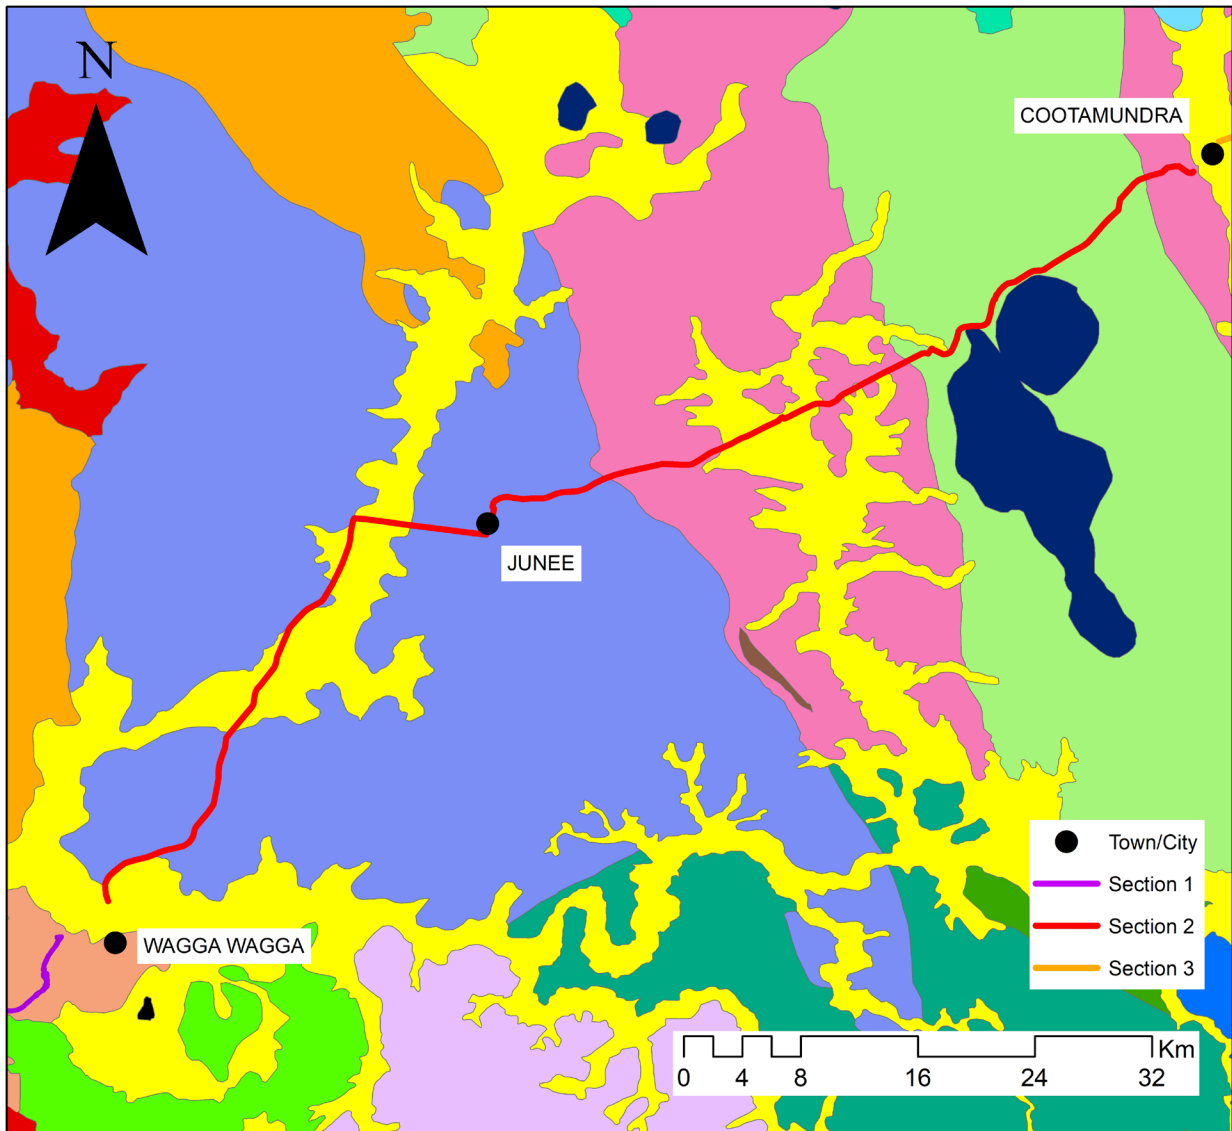 N
COOTAMUNDRA
JUNEE
WAGGA WAGGA
Town/City
Section 1
Section 2
Section 3
Km
0 4 8 16 24 32